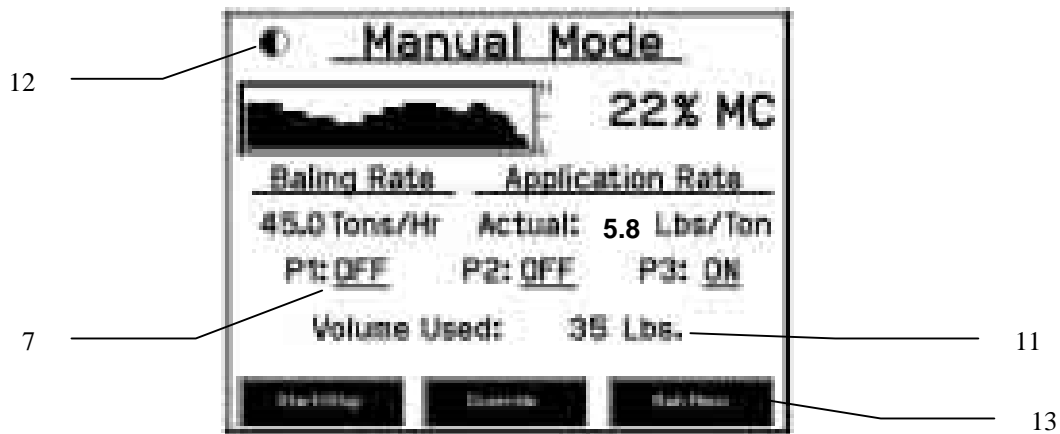 Manual Mode
12
22% MC
Baling Rate Application Rate
45.0 Tons/Hr Actual: 5.8 Lbs/Ton
P1: OFF P2: OFF P3: ON
7
Volume Used: 35 Lbs.
11
Override
13